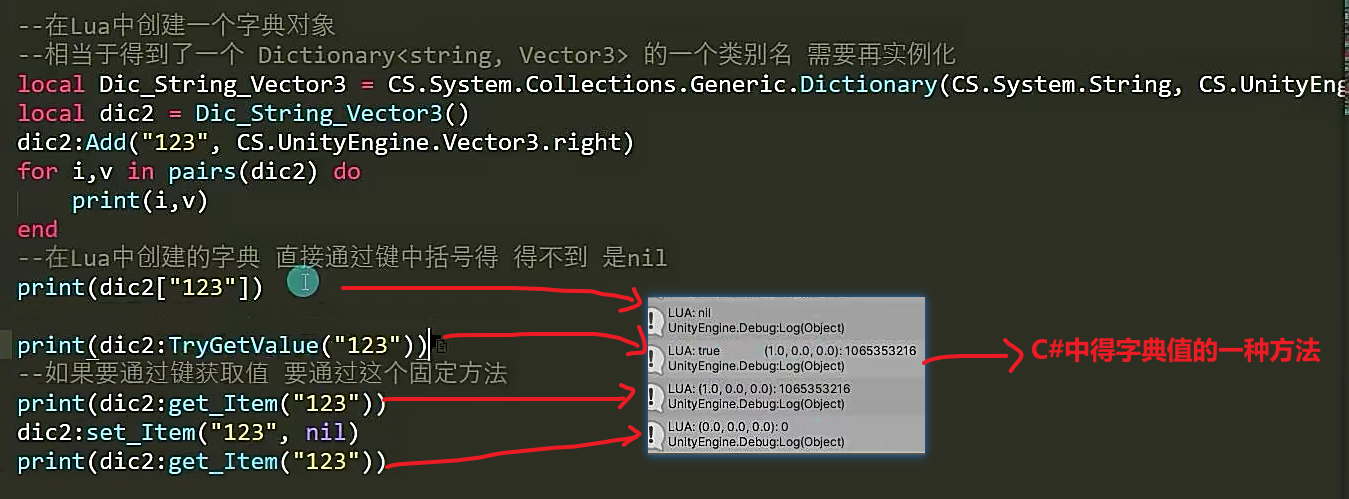 --在Lua中创建一个字典对象
--相当于得到了一个 Dictionary<string, Vector3> 的一个类别名 需要再实例化
local Dic_String_Vector3 = CS.System.Collections.Generic.Dictionary(CS.System.String, CS.UnityEng
local dic2 = Dic_String_Vector3()
dic2:Add("123", CS.UnityEngine.Vector3.right)
for i,v in pairs(dic2) do
print(i,v)
end
--在Lua中创建的字典 直接通过键中括号得 得不到 是nil
print(dic2["123"])
LUA: nil
UnityEngine.Debug:Log(Object)
print(dic2:TryGetValue("123"))
LUA: true (1.0, 0.0, 0.0): 1065353216
UnityEngine.Debug:Log(Object)
C#中得字典值的一种方法
--如果要通过键获取值 要通过这个固定方法
print(dic2:get_Item("123"))
LUA: (1.0, 0.0, 0.0): 1065353216
UnityEngine.Debug:Log(Object)
dic2:set_Item("123", nil)
print(dic2:get_Item("123"))
LUA: (0.0, 0.0, 0.0): 0
UnityEngine.Debug:Log(Object)